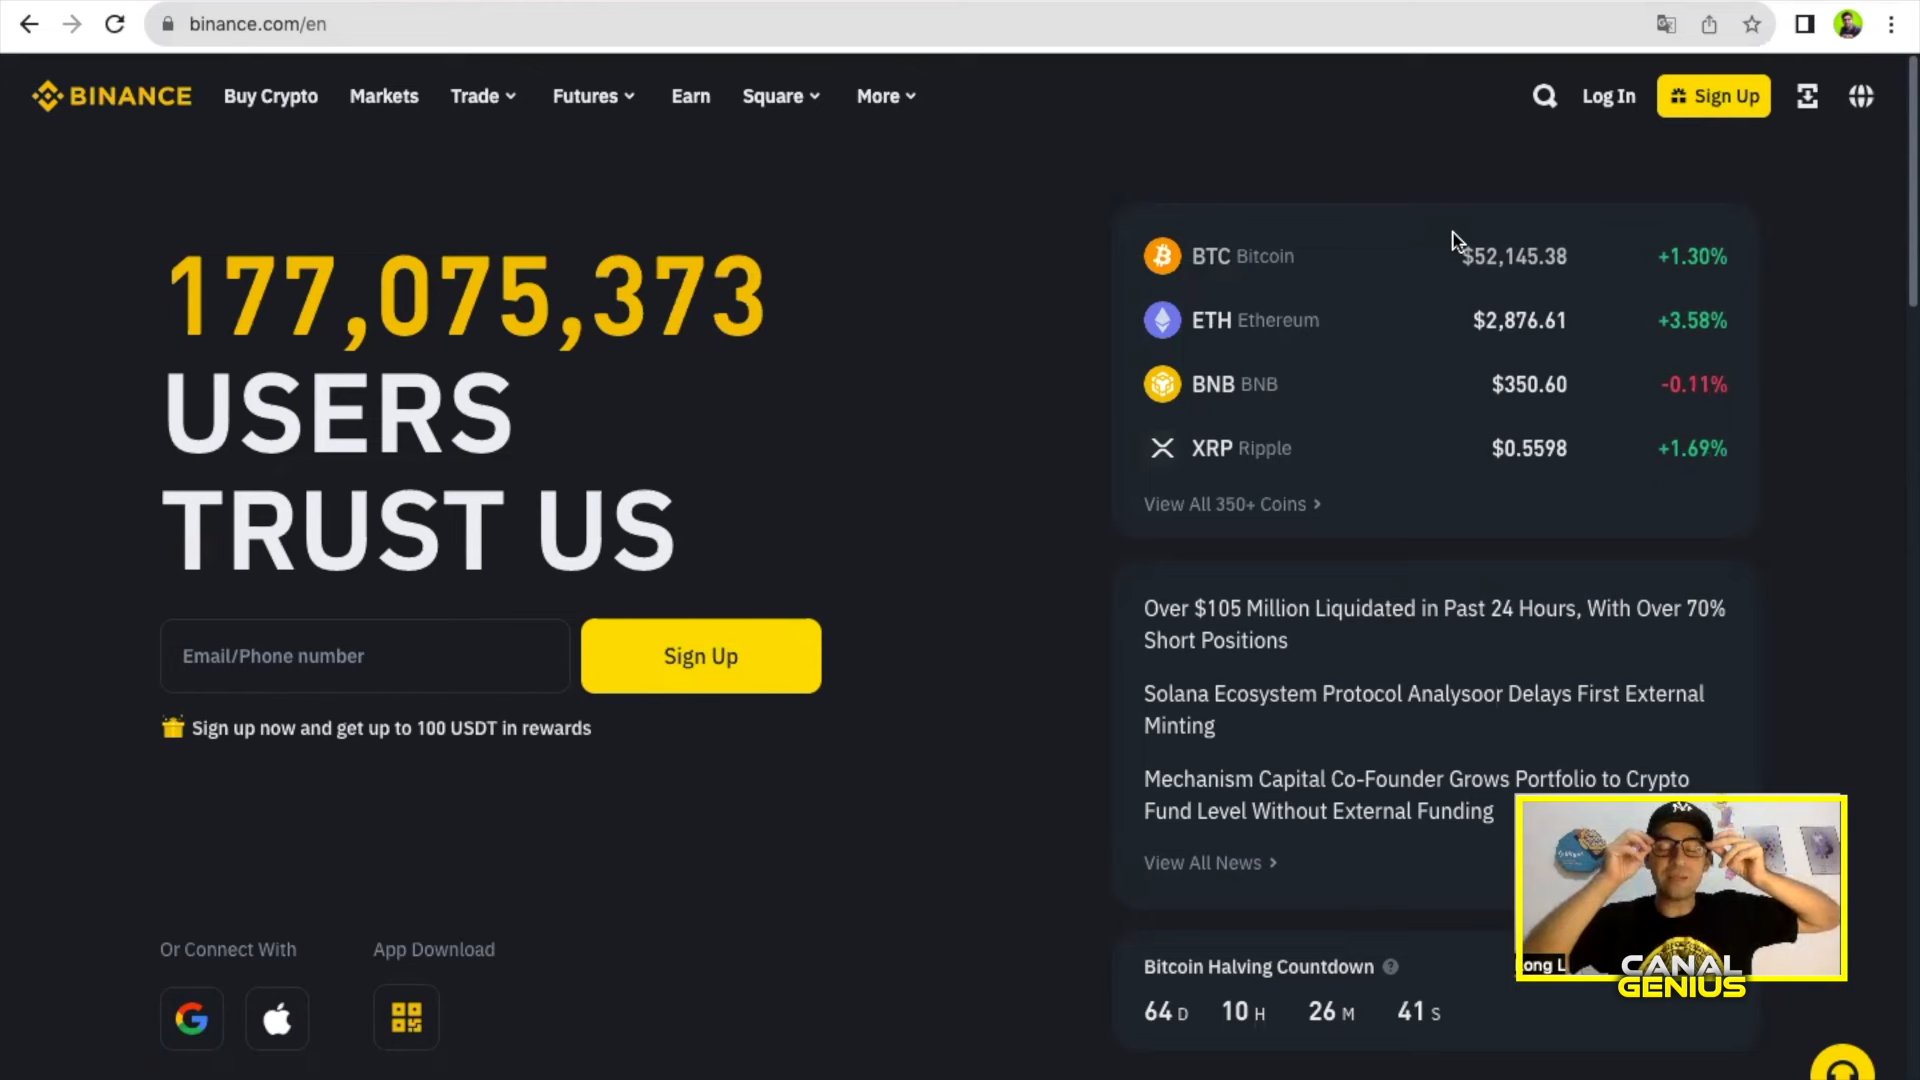 binance.com/en
BINANCE
Buy Crypto
Markets
Trade
Futures
Earn
Square
More
Log In
Sign Up
177,075,373
USERS
TRUST US
Email/Phone number
Sign Up
Sign up now and get up to 100 USDT in rewards
Or Connect With
App Download
BTC Bitcoin $52,145.38 +1.30%
ETH Ethereum $2,876.61 +3.58%
BNB BNB $350.60 -0.11%
XRP Ripple $0.5598 +1.69%
View All 350+ Coins
Over $105 Million Liquidated in Past 24 Hours, With Over 70%
Short Positions
Solana Ecosystem Protocol Analysoor Delays First External
Minting
Mechanism Capital Co-Founder Grows Portfolio to Crypto
Fund Level Without External Funding
View All News
Bitcoin Halving Countdown
64 D 10 H 26 M 41 S
CANAL
GENIUS